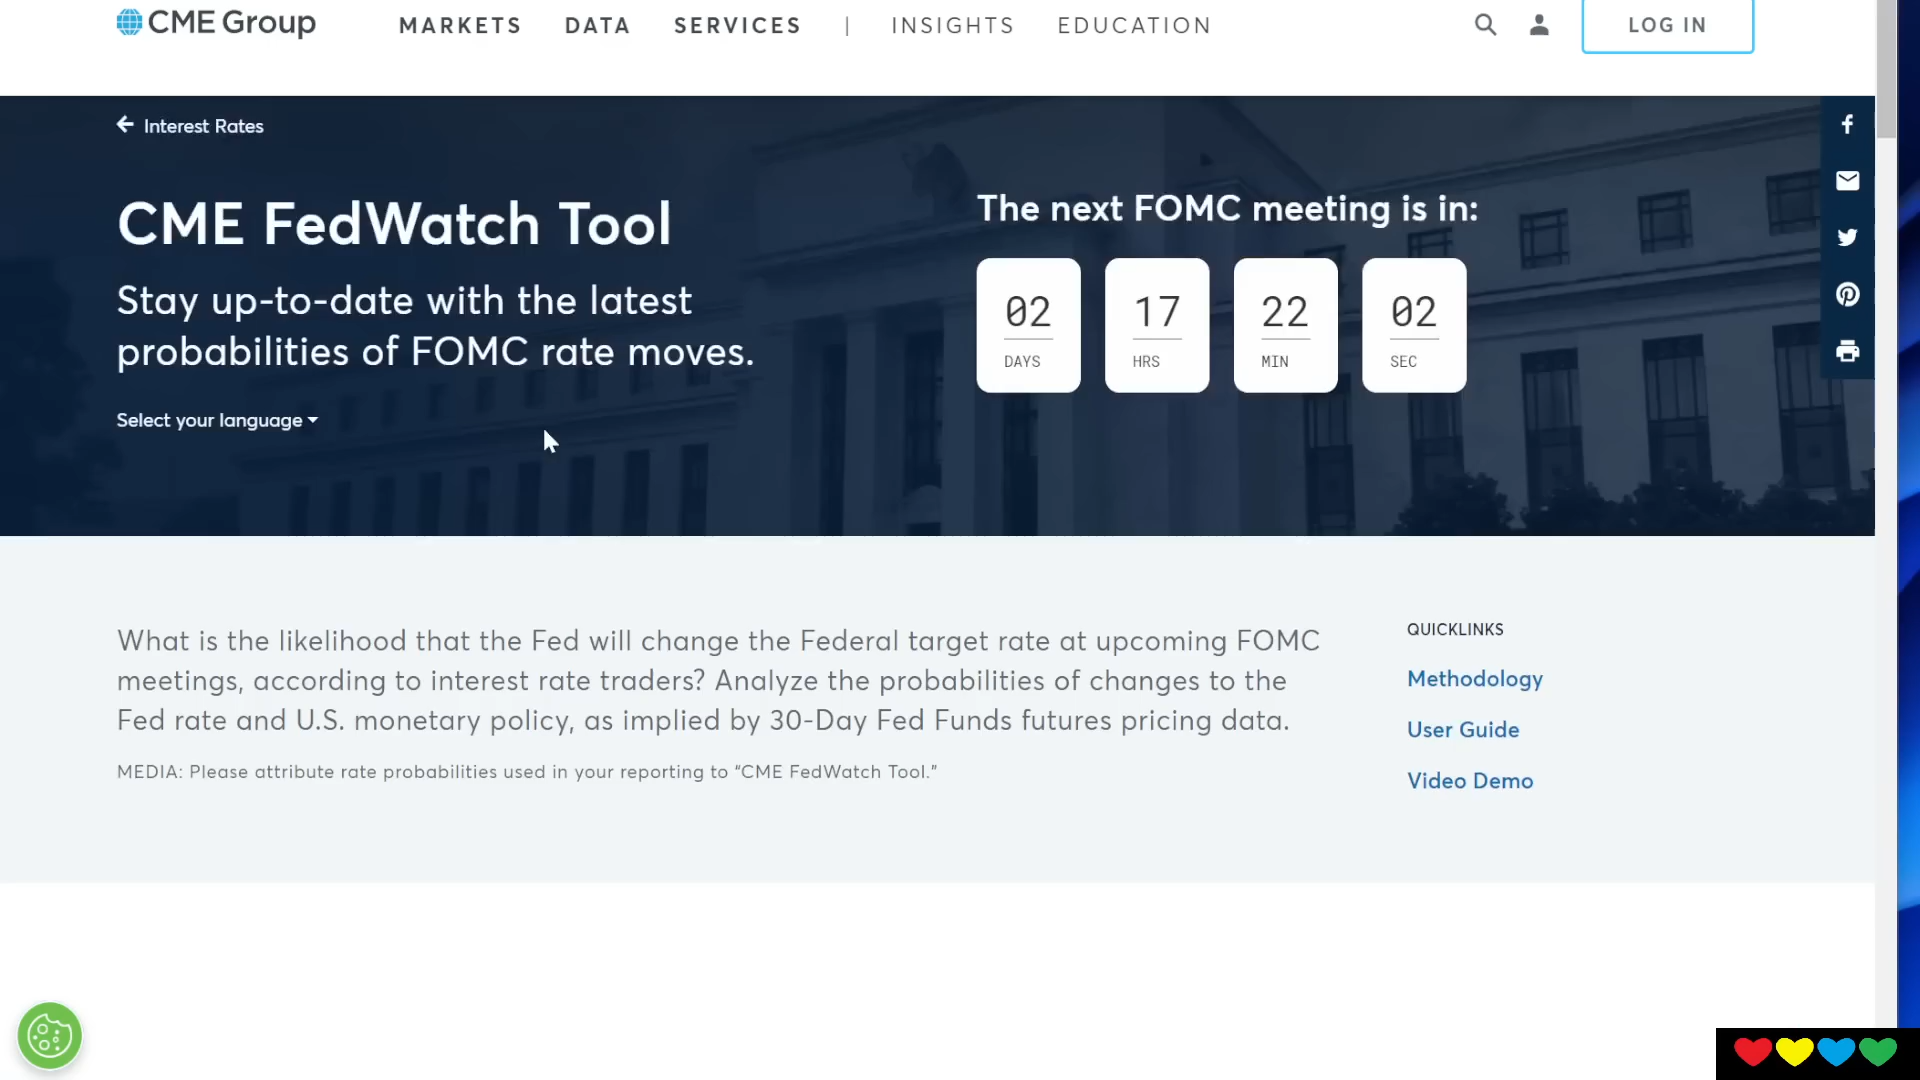 CME Group
MARKETS DATA SERVICES | INSIGHTS EDUCATION
LOG IN
Interest Rates
CME FedWatch Tool
Stay up-to-date with the latest
probabilities of FOMC rate moves.
Select your language
The next FOMC meeting is in:
02 17 22 02
DAYS HRS MIN SEC
What is the likelihood that the Fed will change the Federal target rate at upcoming FOMC
meetings, according to interest rate traders? Analyze the probabilities of changes to the
Fed rate and U.S. monetary policy, as implied by 30-Day Fed Funds futures pricing data.
MEDIA: Please attribute rate probabilities used in your reporting to “CME FedWatch Tool.”
QUICKLINKS
Methodology
User Guide
Video Demo